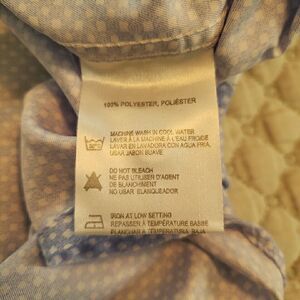 100% POLYESTER, POLIÉSTER
MACHINE WASH IN COOL WATER
LAVER À LA MACHINE À L'EAU FROIDE
LAVAR EN LAVADORA CON AGUA FRIA,
USAR JABON SUAVE
DO NOT BLEACH
NE PAS UTILISER D'AGENT
DE BLANCHIMENT
NO USAR BLANQUEADOR
IRON AT LOW SETTING
REPASSER À TEMPÉRATURE BASSE
PLANCHAR A TEMPERATURA BAJA